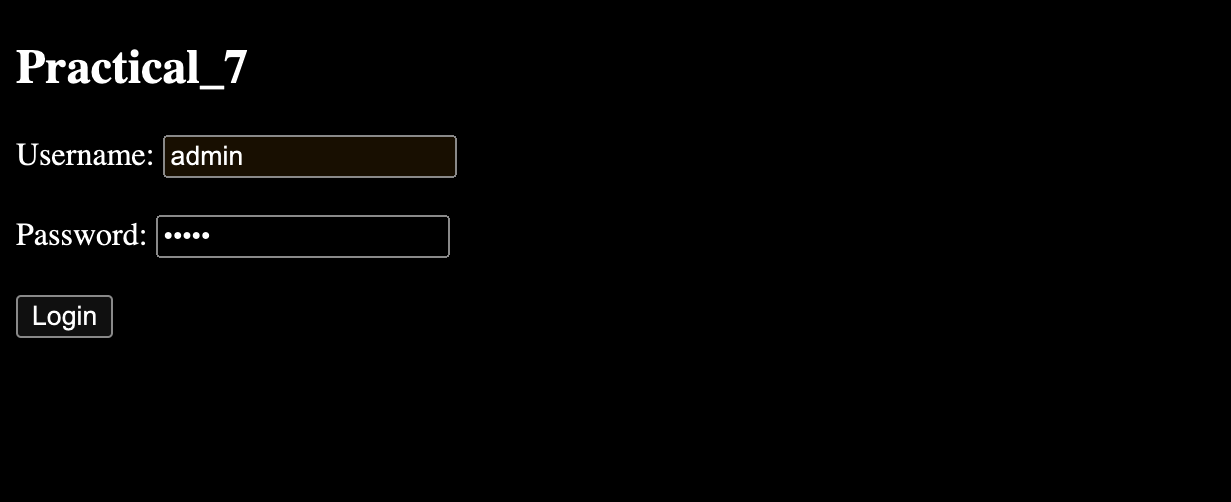 Practical_7
Username: admin
Password: •••••
Login